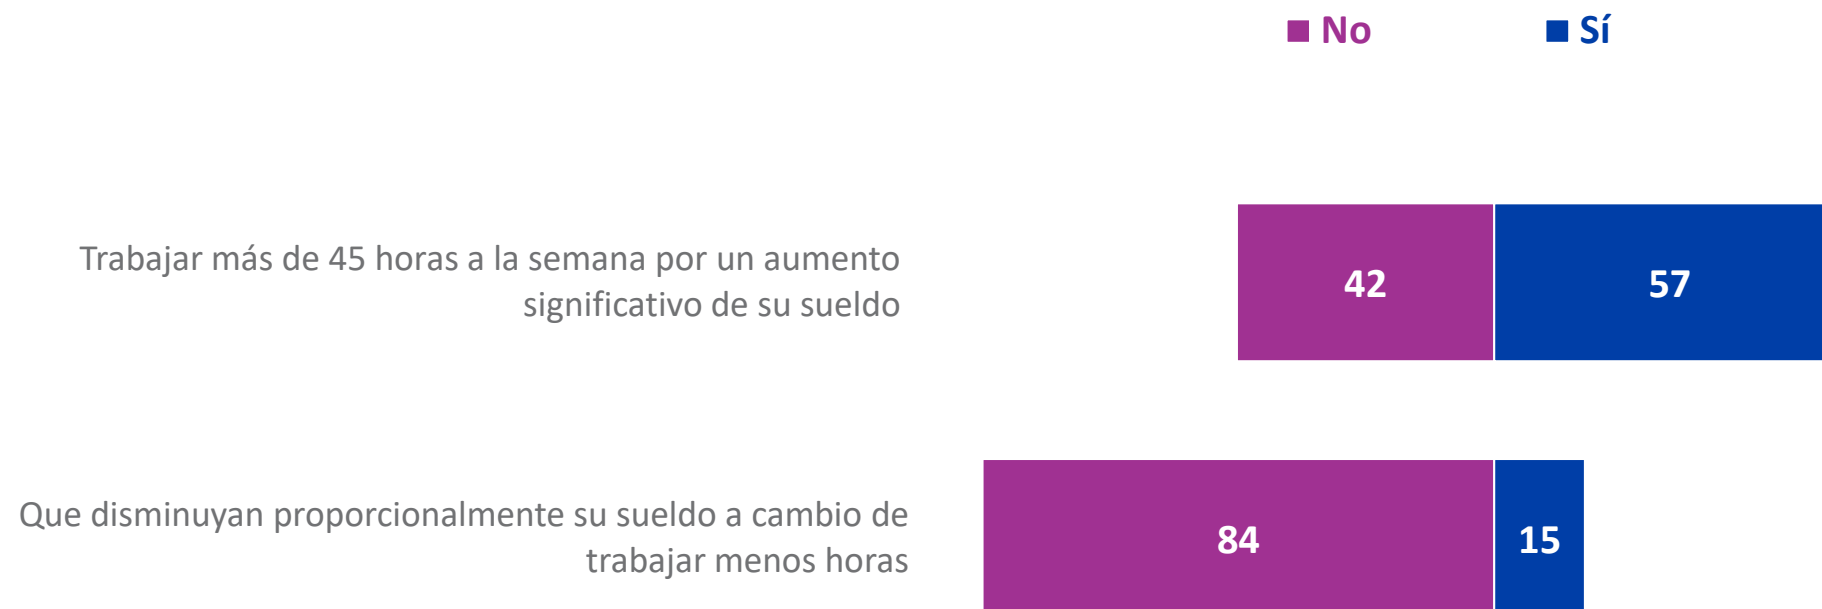 No Sí
Trabajar más de 45 horas a la semana por un aumento
significativo de su sueldo
42 57
Que disminuyan proporcionalmente su sueldo a cambio de
trabajar menos horas
84 15